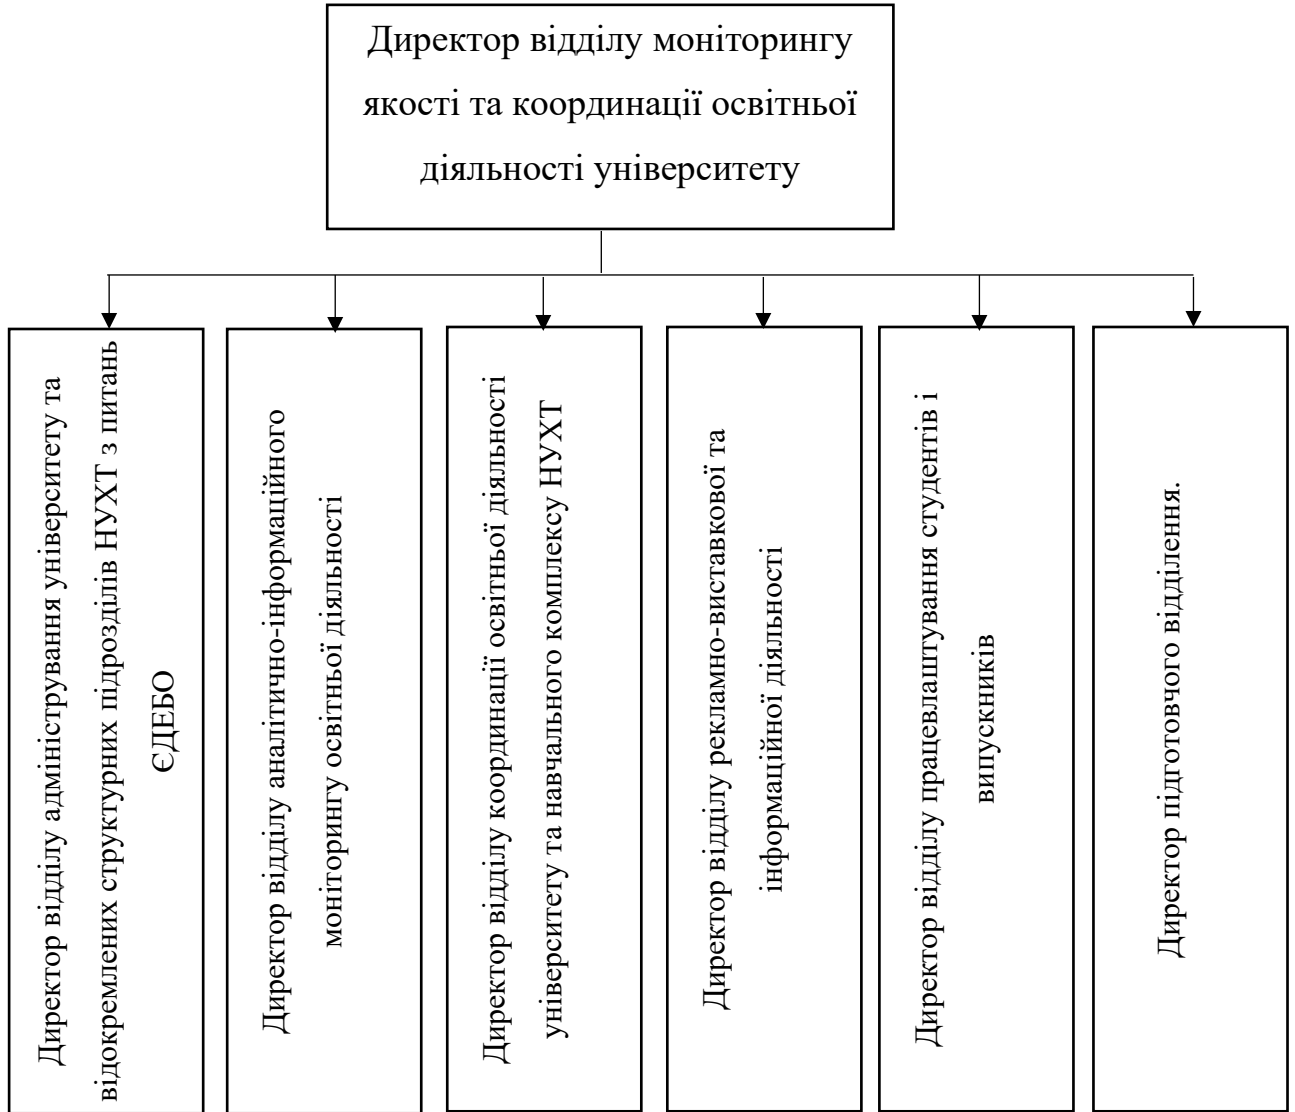 Директор відділу моніторингу
якості та координації освітньої
діяльності університету
Директор відділу адміністрування університету та
відокремлених структурних підрозділів НУХТ з питань
ЄДЕБО
Директор відділу аналітично-інформаційного
моніторингу освітньої діяльності
Директор відділу координації освітньої діяльності
університету та навчального комплексу НУХТ
Директор відділу рекламно-виставкової та
інформаційної діяльності
Директор відділу працевлаштування студентів і
випускників
Директор підготовчого відділення.